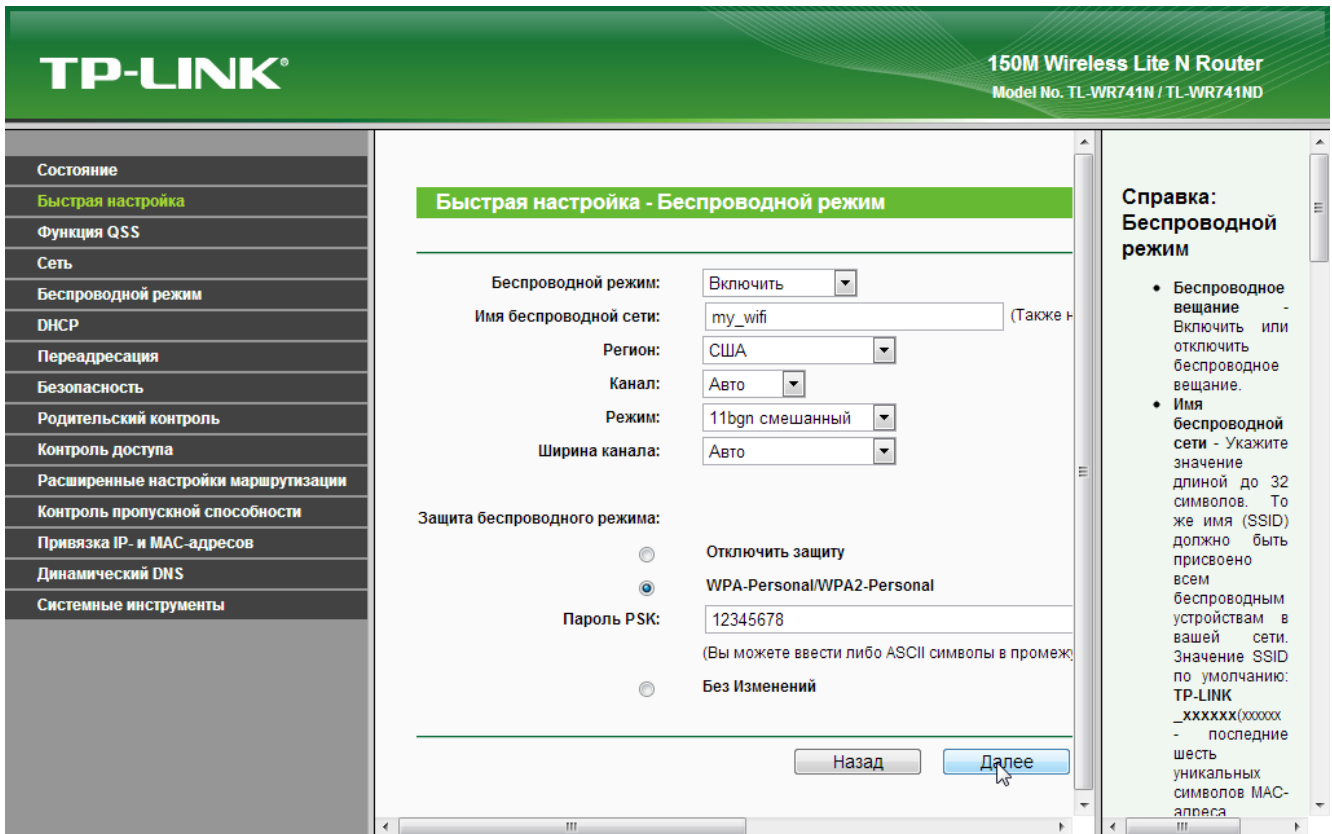 TP-LINK®
150M Wireless Lite N Router
Model No. TL-WR741N / TL-WR741ND
Состояние
Быстрая настройка
Функция QSS
Сеть
Беспроводной режим
DHCP
Переадресация
Безопасность
Родительский контроль
Контроль доступа
Расширенные настройки маршрутизации
Контроль пропускной способности
Привязка IP- и MAC-адресов
Динамический DNS
Системные инструменты
Быстрая настройка - Беспроводной режим
Беспроводной режим: Включить
Имя беспроводной сети: my_wifi (Также н
Регион: США
Канал: Авто
Режим: 11bgn смешанный
Ширина канала: Авто
Защита беспроводного режима:
Отключить защиту
WPA-Personal/WPA2-Personal
Пароль PSK: 12345678
(Вы можете ввести либо ASCII символы в промеж
Без Изменений
Назад Далее
Справка:
Беспроводной
режим
Беспроводное
вещание -
Включить или
отключить
беспроводное
вещание.
Имя
беспроводной
сети - Укажите
значение
длиной до 32
символов. То
же имя (SSID)
должно быть
присвоено
всем
беспроводным
устройствам в
вашей сети.
Значение SSID
по умолчанию:
TP-LINK
_xxxxxx(xxxxxx
- последние
шесть
уникальных
символов MAC-
адреса